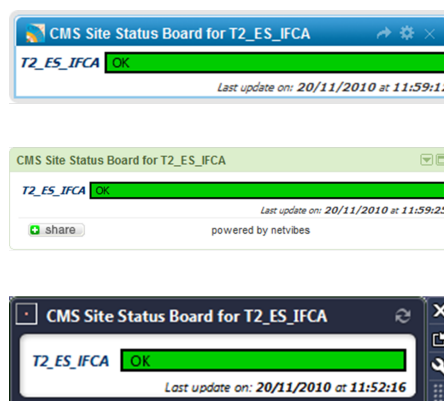 CMS Site Status Board for T2_ES_IFCA
T2_ES_IFCA OK
Last update on: 20/11/2010 at 11:59:1
CMS Site Status Board for T2_ES_IFCA
T2_ES_IFCA OK
Last update on: 20/11/2010 at 11:59:25
share
powered by netvibes
CMS Site Status Board for T2_ES_IFCA
T2_ES_IFCA OK
Last update on: 20/11/2010 at 11:52:16